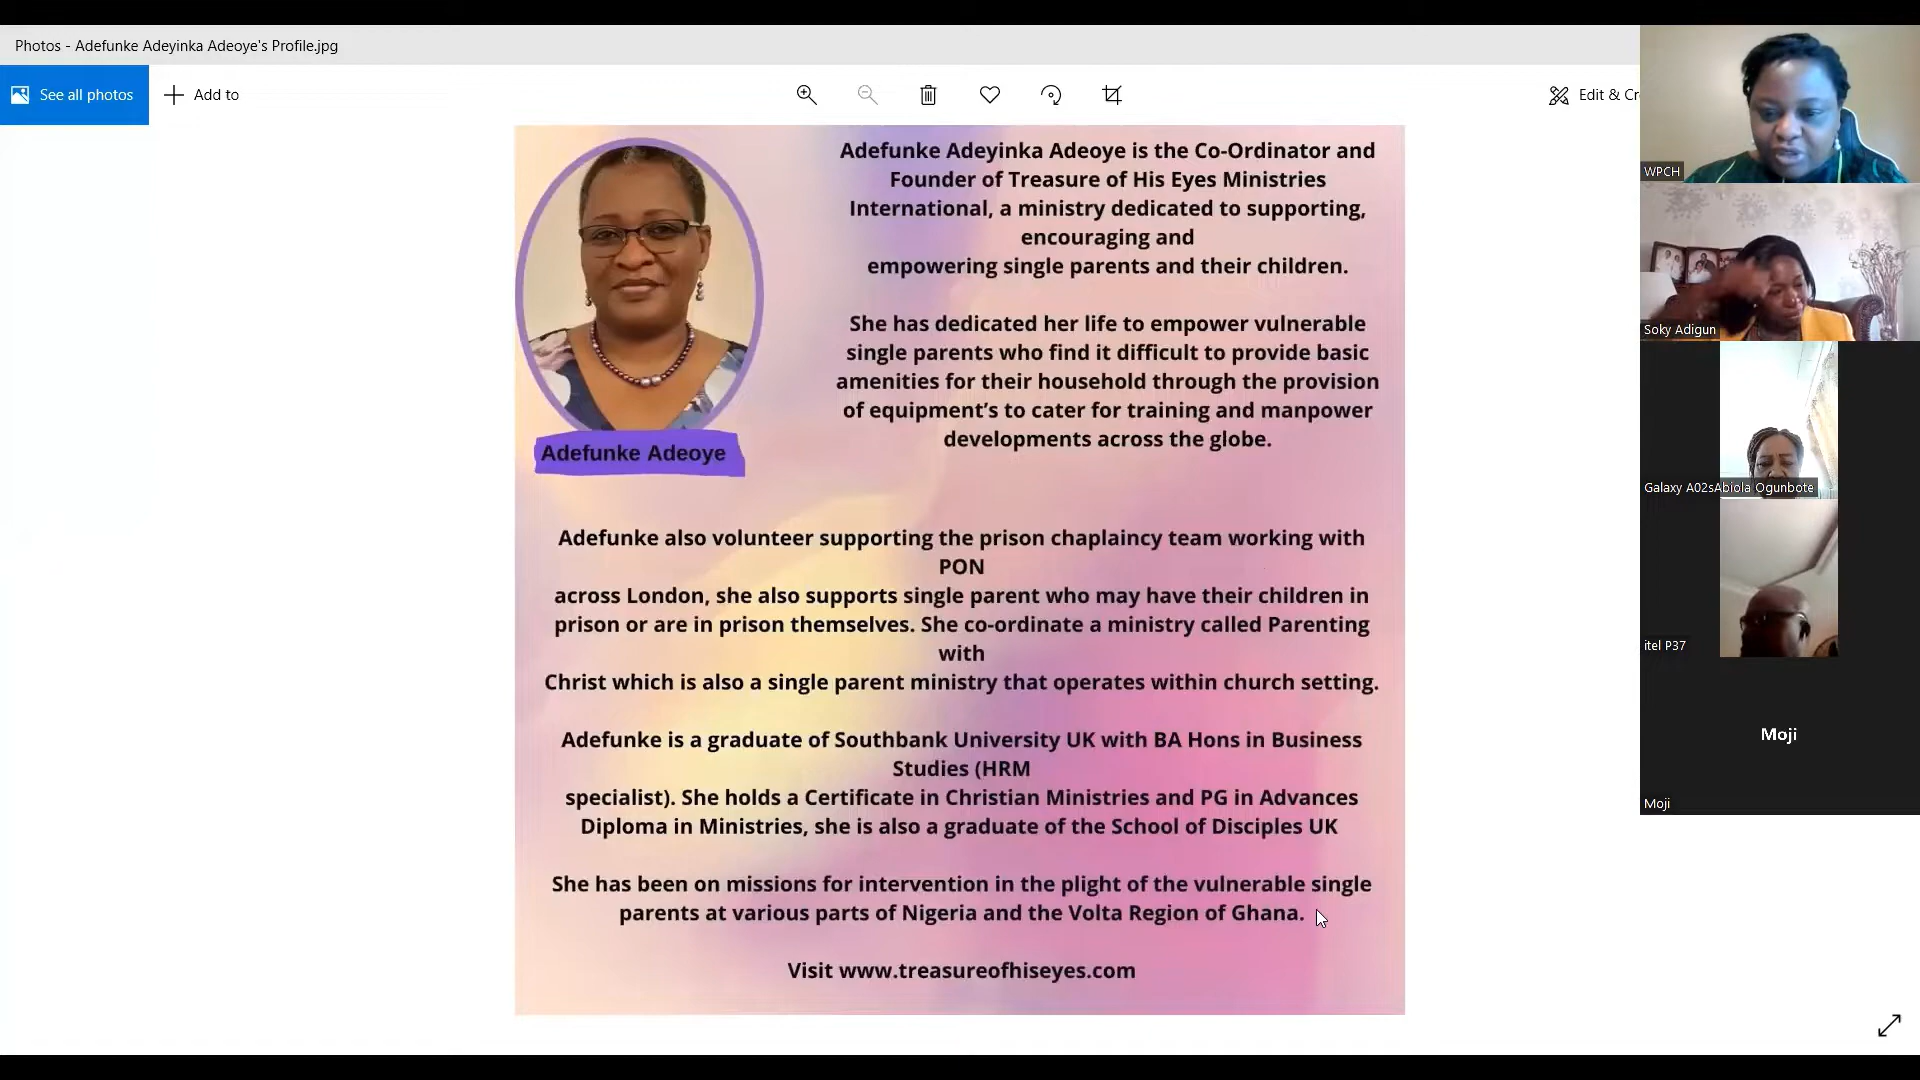 Photos - Adefunke Adeyinka Adeoye's Profile.jpg
See all photos
Add to
Edit & Cr
Adefunke Adeyinka Adeoye is the Co-Ordinator and
Founder of Treasure of His Eyes Ministries
International, a ministry dedicated to supporting,
encouraging and
empowering single parents and their children.
She has dedicated her life to empower vulnerable
single parents who find it difficult to provide basic
amenities for their household through the provision
of equipment’s to cater for training and manpower
developments across the globe.
Adefunke Adeoye
Adefunke also volunteer supporting the prison chaplaincy team working with
PON
across London, she also supports single parent who may have their children in
prison or are in prison themselves. She co-ordinate a ministry called Parenting
with
Christ which is also a single parent ministry that operates within church setting.
Adefunke is a graduate of Southbank University UK with BA Hons in Business
Studies (HRM
specialist). She holds a Certificate in Christian Ministries and PG in Advances
Diploma in Ministries, she is also a graduate of the School of Disciples UK
She has been on missions for intervention in the plight of the vulnerable single
parents at various parts of Nigeria and the Volta Region of Ghana.
Visit www.treasureofhiseyes.com
WPCH
Soky Adigun
Galaxy A02sAbiola Ogunbote
itel P37
Moji
Moji